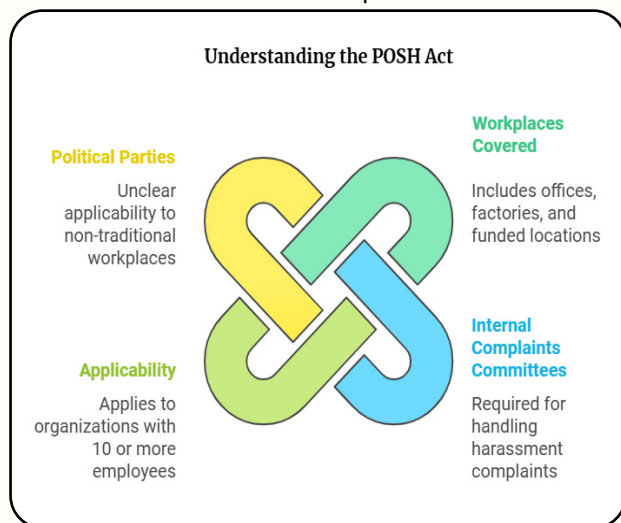 Understanding the POSH Act
Political Parties
Unclear
applicability to
non-traditional
workplaces
Workplaces
Covered
Includes offices,
factories, and
funded locations
Applicability
Applies to
organizations with
10 or more
employees
Internal
Complaints
Committees
Required for
handling
harassment
complaints